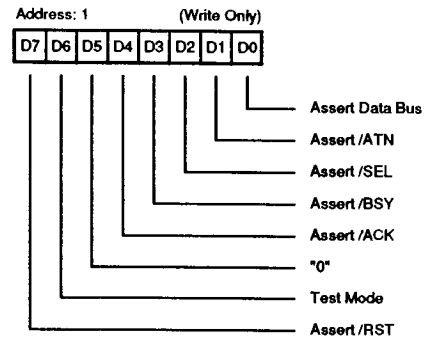 Address: 1 (Write Only)
D7 D6 D5 D4 D3 D2 D1 D0
Assert Data Bus
Assert /ATN
Assert /SEL
Assert /BSY
Assert /ACK
"0"
Test Mode
Assert /RST